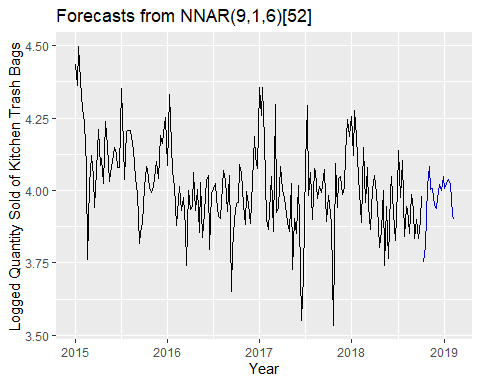 Forecasts from NNAR(9,1,6)[52]
Logged Quantity Sold of Kitchen Trash Bags
4.50
4.25
4.00
3.75
3.50
2015 2016 2017 2018 2019
Year